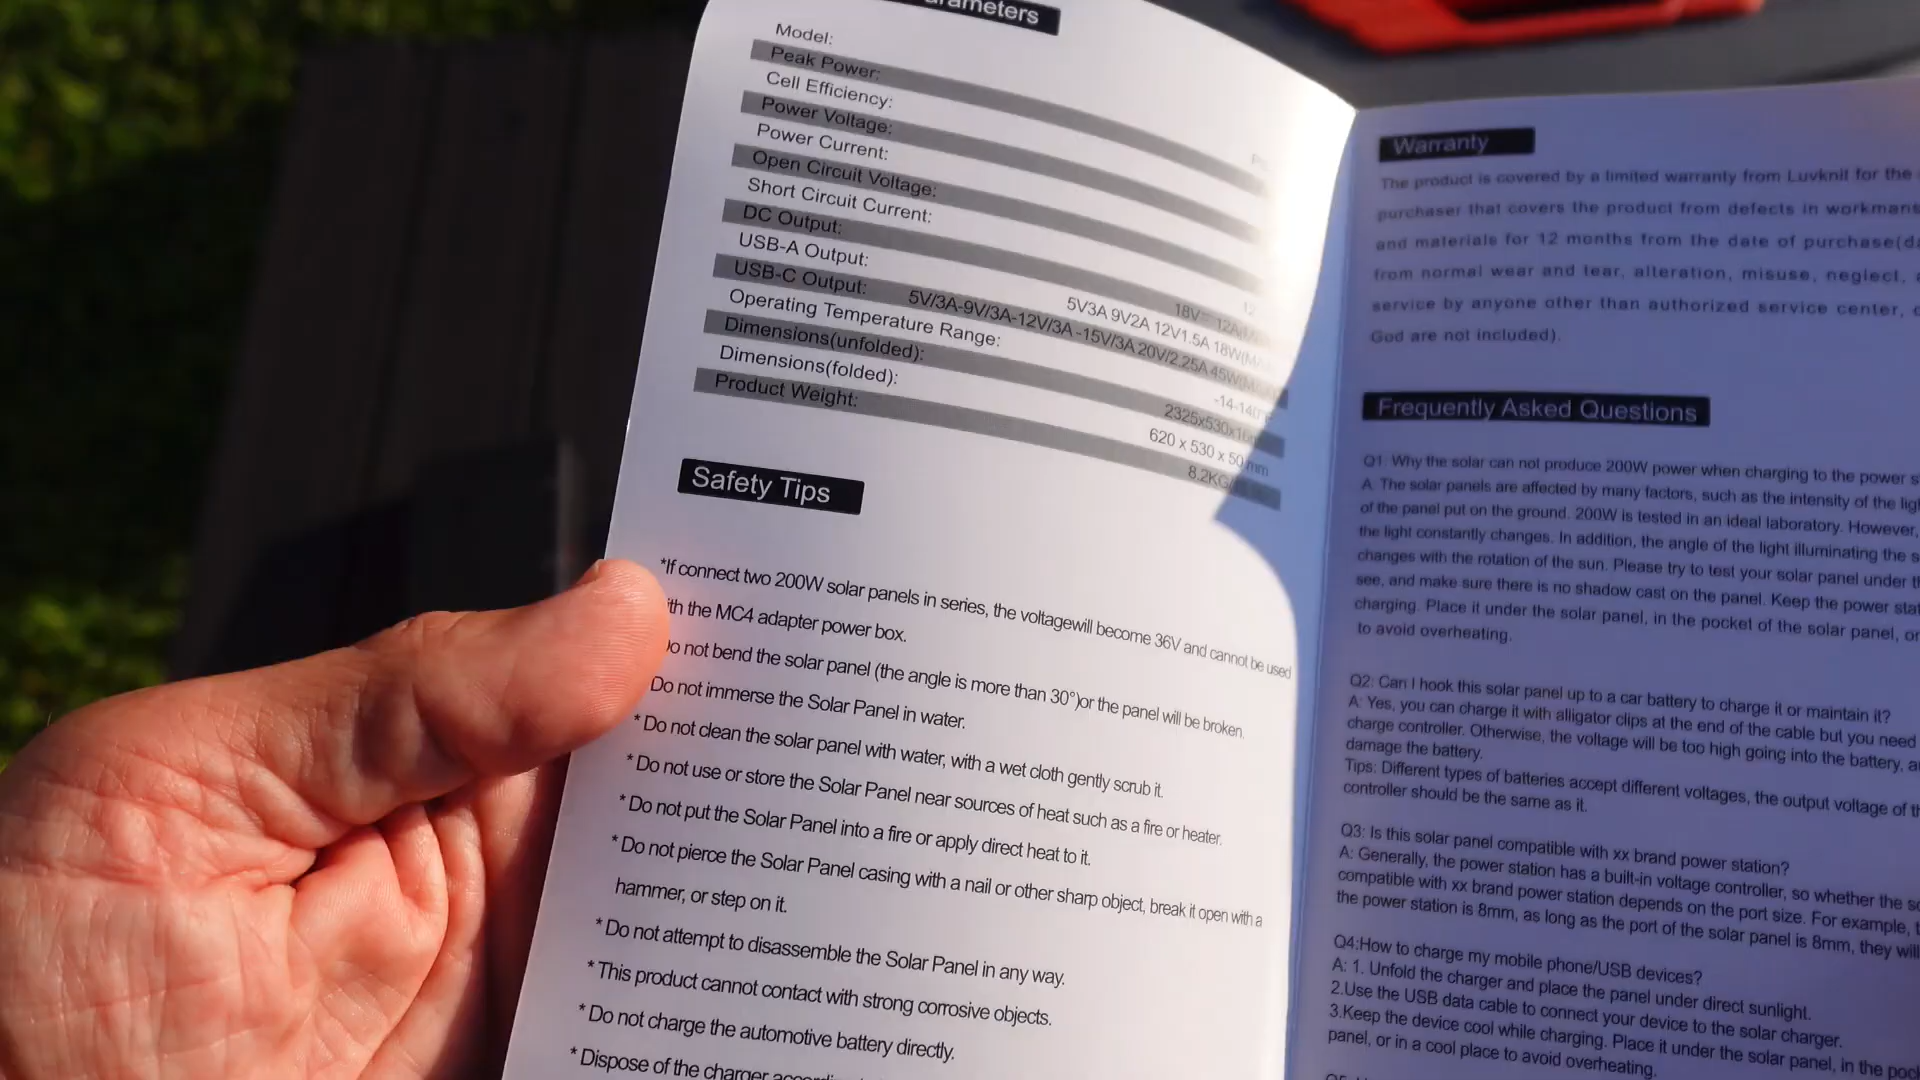 Parameters
Model:
Peak Power:
Cell Efficiency:
Power Voltage:
Power Current:
Open Circuit Voltage:
Short Circuit Current:
DC Output: 18V
USB-A Output: 5V3A 9V2A 12V1.5A 18W
USB-C Output: 5V/3A-9V/3A-12V/3A -15V/3A 20V/2.25A 45W
Operating Temperature Range: -14-140
Dimensions(unfolded):
Dimensions(folded): 620 x 530 x 50 mm
Product Weight: 8.2KG
Safety Tips
*If connect two 200W solar panels in series, the voltagewill become 36V and cannot be used
th the MC4 adapter power box.
o not bend the solar panel (the angle is more than 30°)or the panel will be broken.
Do not immerse the Solar Panel in water.
* Do not clean the solar panel with water, with a wet cloth gently scrub it.
* Do not use or store the Solar Panel near sources of heat such as a fire or heater.
* Do not put the Solar Panel into a fire or apply direct heat to it.
* Do not pierce the Solar Panel casing with a nail or other sharp object, break it open with a
hammer, or step on it.
* Do not attempt to disassemble the Solar Panel in any way.
* This product cannot contact with strong corrosive objects.
* Do not charge the automotive battery directly.
* Dispose of the charger
Warranty
The product is covered by a limited warranty from Luvknit for the
purchaser that covers the product from defects in workmans
and materials for 12 months from the date of purchase(da
from normal wear and tear, alteration, misuse, neglect,
service by anyone other than authorized service center,
God are not included).
Frequently Asked Questions
Q1: Why the solar can not produce 200W power when charging to the power s
A: The solar panels are affected by many factors, such as the intensity of the lig
of the panel put on the ground. 200W is tested in an ideal laboratory. However,
the light constantly changes. In addition, the angle of the light illuminating the s
changes with the rotation of the sun. Please try to test your solar panel under t
see, and make sure there is no shadow cast on the panel. Keep the power stat
charging. Place it under the solar panel, in the pocket of the solar panel, or
to avoid overheating.
Q2: Can I hook this solar panel up to a car battery to charge it or maintain it?
A: Yes, you can charge it with alligator clips at the end of the cable but you need
charge controller. Otherwise, the voltage will be too high going into the battery, a
damage the battery.
Tips: Different types of batteries accept different voltages, the output voltage of th
controller should be the same as it.
Q3: Is this solar panel compatible with xx brand power station?
A: Generally, the power station has a built-in voltage controller, so whether the so
compatible with xx brand power station depends on the port size. For example, t
the power station is 8mm, as long as the port of the solar panel is 8mm, they will
Q4:How to charge my mobile phone/USB devices?
A: 1. Unfold the charger and place the panel under direct sunlight.
2.Use the USB data cable to connect your device to the solar charger.
3.Keep the device cool while charging. Place it under the solar panel, in the poc
panel, or in a cool place to avoid overheating.